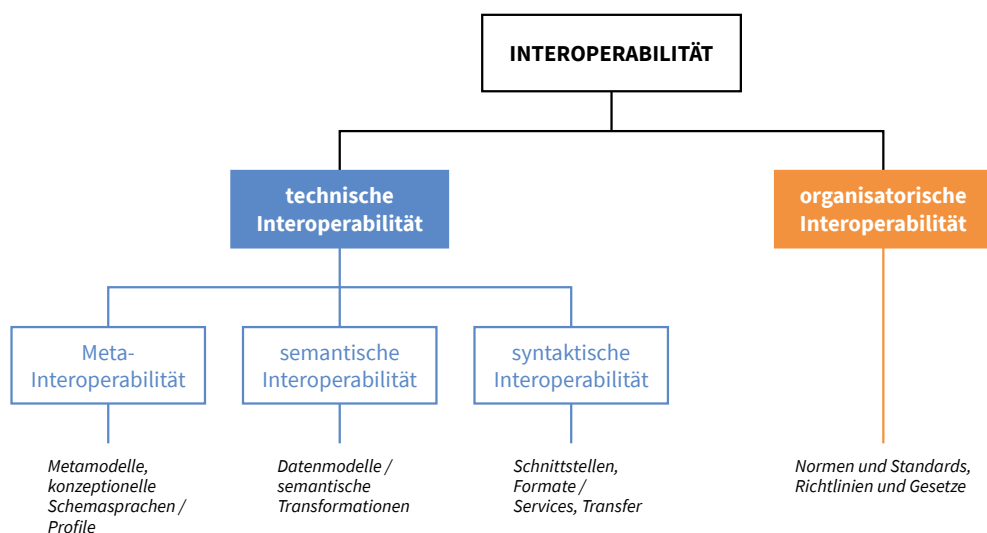 INTEROPERABILITÄT
technische
Interoperabilität
organisatorische
Interoperabilität
Meta-
Interoperabilität
semantische
Interoperabilität
syntaktische
Interoperabilität
Metamodelle,
konzeptionelle
Schemasprachen /
Profile
Datenmodelle /
semantische
Transformationen
Schnittstellen,
Formate /
Services, Transfer
Normen und Standards,
Richtlinien und Gesetze